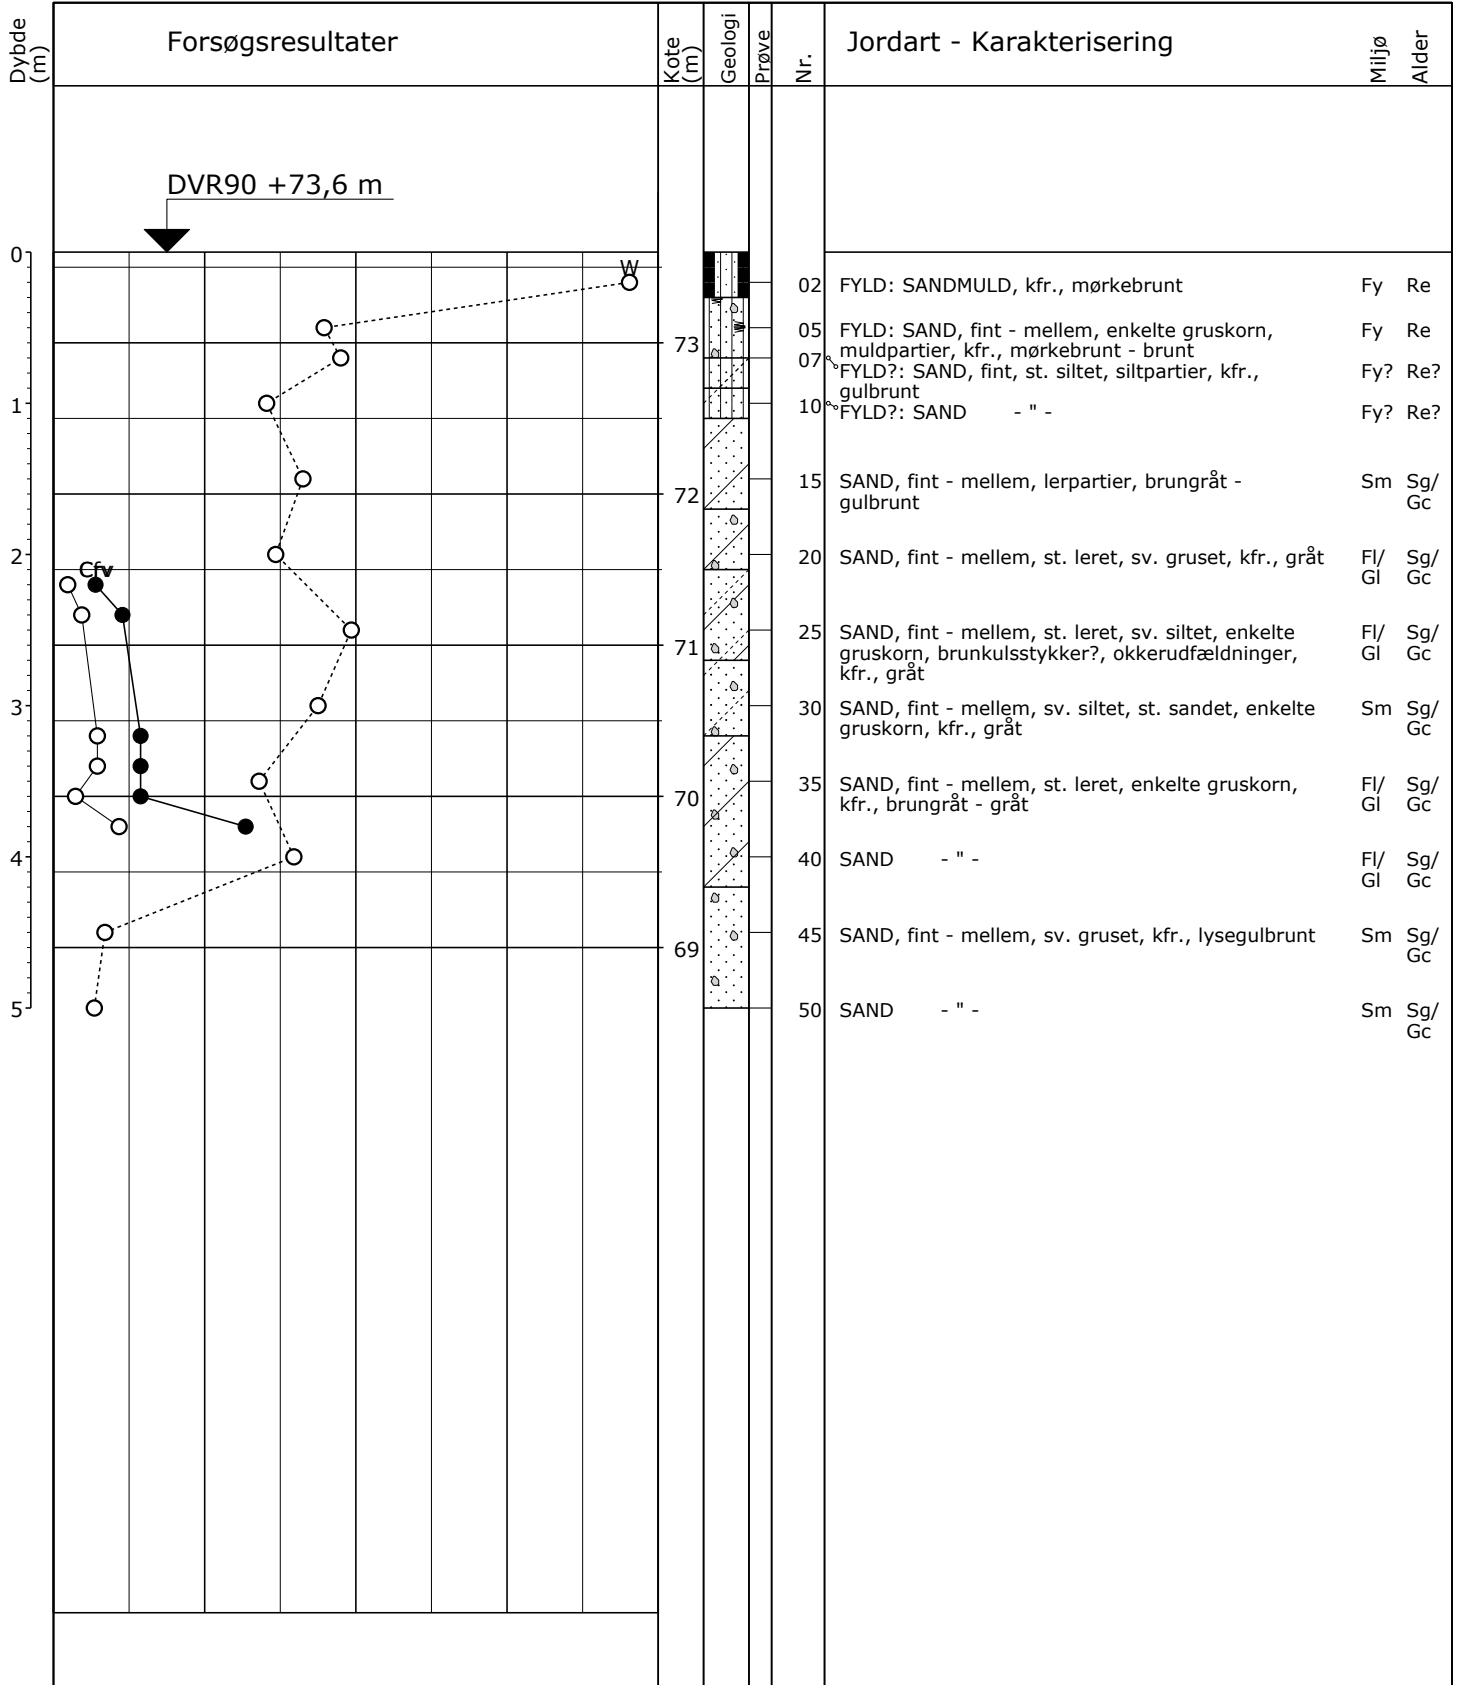 Dybde
(m)
Forsøgsresultater
Kote
(m)
Geologi
Prøve
Nr.
Jordart - Karakterisering
Miljø
Alder
DVR90 +73,6 m
0
W
02 FYLD: SANDMULD, kfr., mørkebrunt Fy Re
05 FYLD: SAND, fint - mellem, enkelte gruskorn, Fy Re
muldpartier, kfr., mørkebrunt - brunt
73
07
FYLD?: SAND, fint, st. siltet, siltpartier, kfr., Fy? Re?
gulbrunt
1
10
FYLD?: SAND - " - Fy? Re?
15 SAND, fint - mellem, lerpartier, brungråt - Sm Sg/
gulbrunt Gc
72
2
20 SAND, fint - mellem, st. leret, sv. gruset, kfr., gråt Fl/ Sg/
Gl Gc
Cfv
25 SAND, fint - mellem, st. leret, sv. siltet, enkelte Fl/ Sg/
gruskorn, brunkulsstykker?, okkerudfældninger, Gl Gc
kfr., gråt
71
3
30 SAND, fint - mellem, sv. siltet, st. sandet, enkelte Sm Sg/
gruskorn, kfr., gråt Gc
35 SAND, fint - mellem, st. leret, enkelte gruskorn, Fl/ Sg/
kfr., brungråt - gråt Gl Gc
70
4
40 SAND - " - Fl/ Sg/
Gl Gc
45 SAND, fint - mellem, sv. gruset, kfr., lysegulbrunt Sm Sg/
Gc
69
5
50 SAND - " - Sm Sg/
Gc